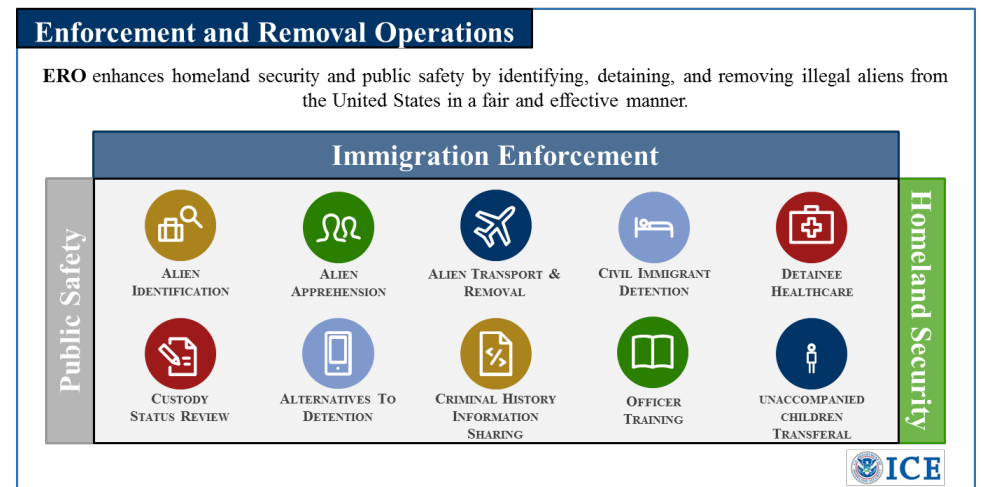 Enforcement and Removal Operations
ERO enhances homeland security and public safety by identifying, detaining, and removing illegal aliens from
the United States in a fair and effective manner.
Immigration Enforcement
Public Safety
Homeland Security
ALIEN
IDENTIFICATION
ALIEN
APPREHENSION
ALIEN TRANSPORT &
REMOVAL
CIVIL IMMIGRANT
DETENTION
DETAINEE
HEALTHCARE
CUSTODY
STATUS REVIEW
ALTERNATIVES TO
DETENTION
CRIMINAL HISTORY
INFORMATION
SHARING
OFFICER
TRAINING
UNACCOMPANIED
CHILDREN
TRANSFERAL
ICE